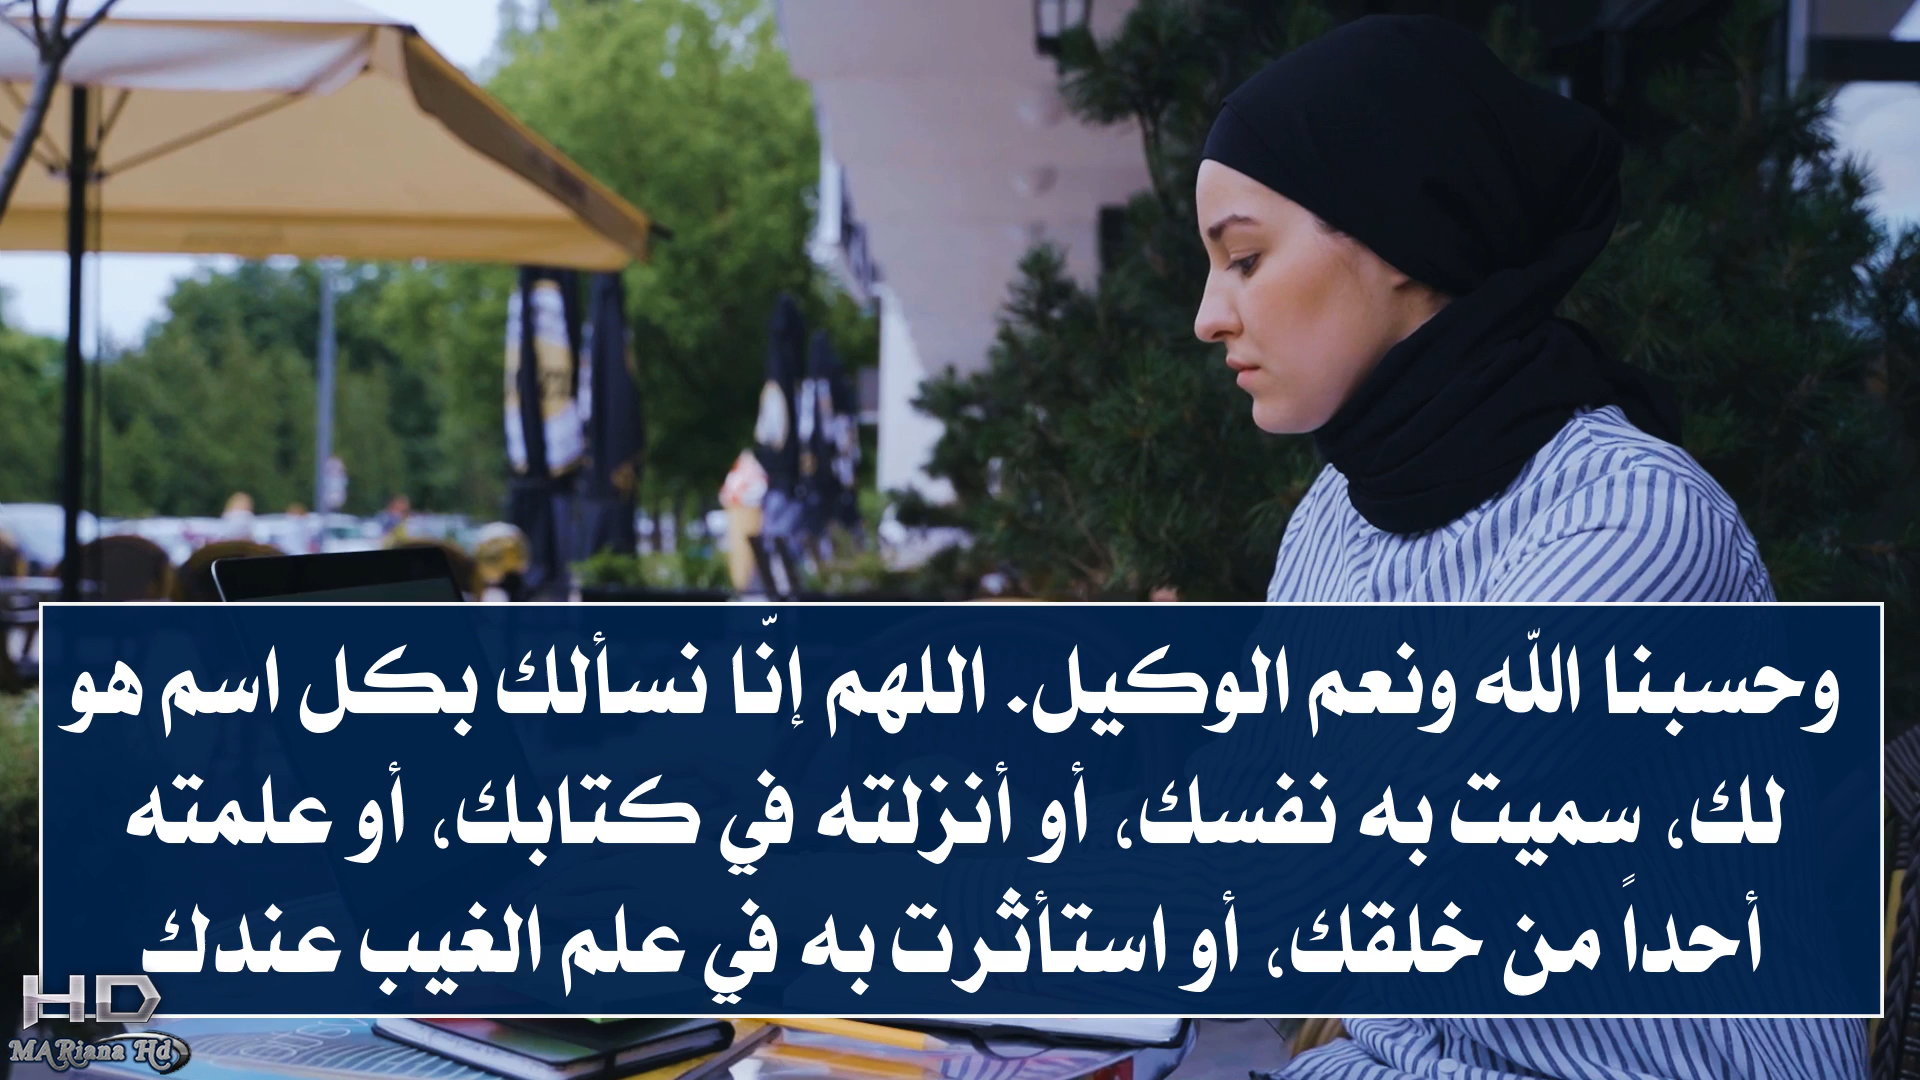 وحسبنا الله ونعم الوكيل. اللهم إنّا نسألك بكل اسم هو
لك، سميت به نفسك، أو أنزلته في كتابك، أو علمته
أحداً من خلقك، أو استأثرت به في علم الغيب عندك
HD
MARiana Hd